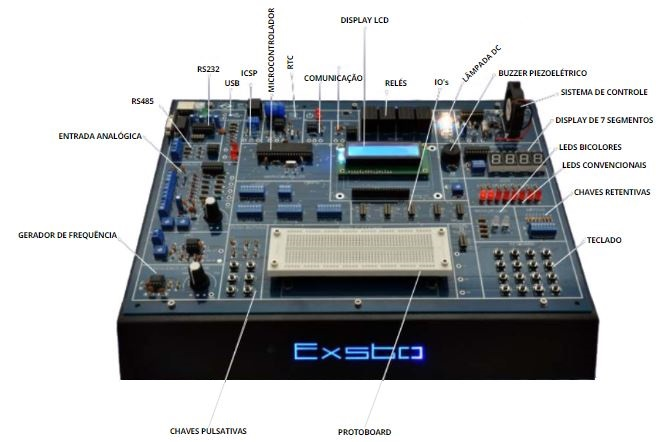 DISPLAY LCD
MICROCONTROLADOR
RTC
LÂMPADA DC
RS232
ICSP
USB
COMUNICAÇÃO
RELÉS
IO's
BUZZER PIEZOELÉTRICO
SISTEMA DE CONTROLE
RS485
DISPLAY DE 7 SEGMENTOS
ENTRADA ANALÓGICA
LEDS BICOLORES
LEDS CONVENCIONAIS
CHAVES RETENTIVAS
GERADOR DE FREQUÊNCIA
TECLADO
Exsto
CHAVES PULSATIVAS
PROTOBOARD